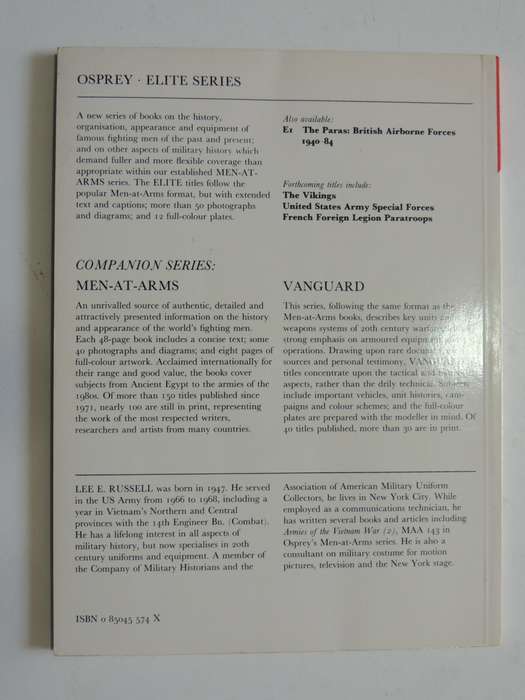 OSPREY · ELITE SERIES
A new series of books on the history,
organisation, appearance and equipment of
famous fighting men of the past and present;
and on other aspects of military history which
demand fuller and more flexible coverage than
appropriate within our established MEN-AT-
ARMS series. The ELITE titles follow the
popular Men-at-Arms format, but with extended
text and captions; more than 50 photographs
and diagrams; and 12 full-colour plates.
Also available:
E1 The Paras: British Airborne Forces
1940-84
Forthcoming titles include:
The Vikings
United States Army Special Forces
French Foreign Legion Paratroops
COMPANION SERIES:
MEN-AT-ARMS
An unrivalled source of authentic, detailed and
attractively presented information on the history
and appearance of the world's fighting men.
Each 48-page book includes a concise text; some
40 photographs and diagrams; and eight pages of
full-colour artwork. Acclaimed internationally for
their range and good value, the books cover
subjects from Ancient Egypt to the armies of the
1980s. Of more than 150 titles published since
1971, nearly 100 are still in print, representing
the work of the most respected writers,
researchers and artists from many countries.
VANGUARD
This series, following the same format as the
Men-at-Arms books, describes key units and
weapons systems of 20th century warfare,
strong emphasis on armoured equipment
operations. Drawing upon rare
sources and personal testimony, VANGUARD
titles concentrate upon the tactical and
aspects, rather than the drily technical. Subjects
include important vehicles, unit histories, cam-
paigns and colour schemes; and the full-colour
plates are prepared with the modeller in mind. Of
40 titles published, more than 30 are in print.
LEE E. RUSSELL was born in 1947. He served
in the US Army from 1966 to 1968, including a
year in Vietnam's Northern and Central
provinces with the 14th Engineer Bn. (Combat).
He has a lifelong interest in all aspects of
military history, but now specialises in 20th
century uniforms and equipment. A member of
the Company of Military Historians and the
Association of American Military Uniform
Collectors, he lives in New York City. While
employed as a communications technician, he
has written several books and articles including
Armies of the Vietnam War (2), MAA 143 in
Osprey's Men-at-Arms series. He is also a
consultant on military costume for motion
pictures, television and the New York stage.
ISBN 0 85045 574 X